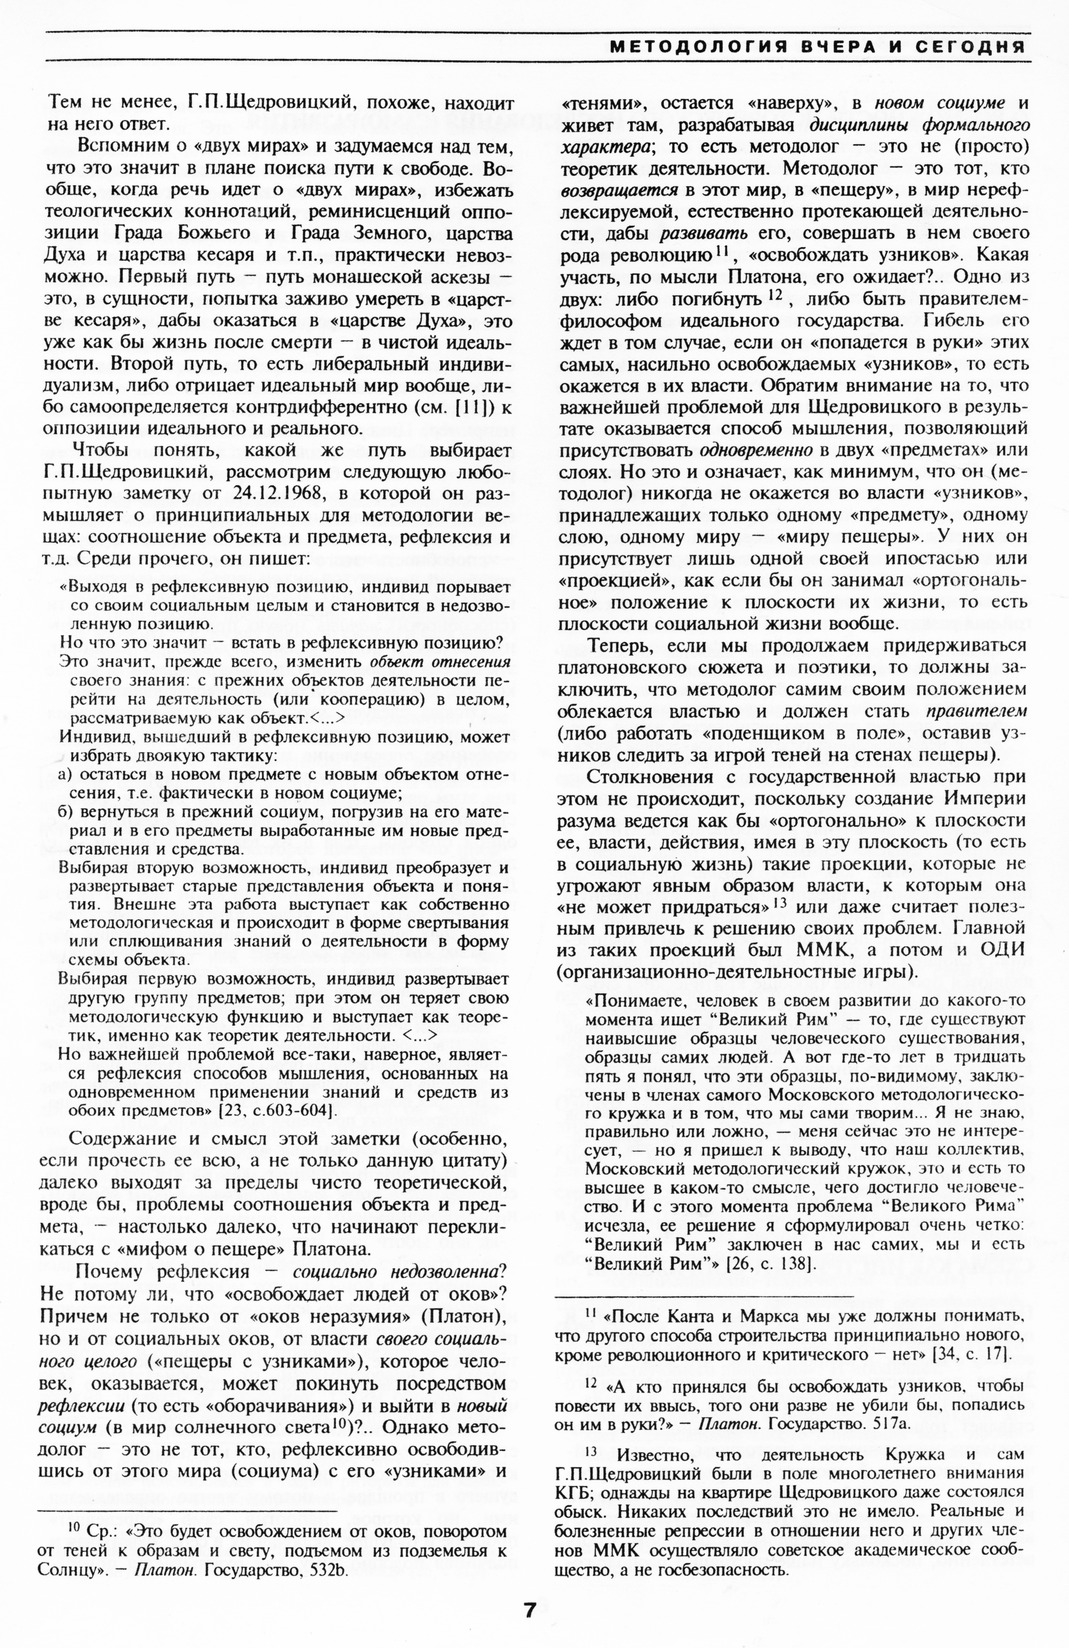 МЕТОДОЛОГИЯ ВЧЕРА И СЕГОДНЯ
Тем не менее, Г.П.Щедровицкий, похоже, находит
на него ответ.
Вспомним о «двух мирах» и задумаемся над тем,
что это значит в плане поиска пути к свободе. Во-
обще, когда речь идет о «двух мирах», избежать
теологических коннотаций, реминисценций оппо-
зиции Града Божьего и Града Земного, царства
Духа и царства кесаря и т.п., практически невоз-
можно. Первый путь — путь монашеской аскезы —
это, в сущности, попытка заживо умереть в «царст-
ве кесаря», дабы оказаться в «царстве Духа», это
уже как бы жизнь после смерти — в чистой идеаль-
ности. Второй путь, то есть либеральный индиви-
дуализм, либо отрицает идеальный мир вообще, ли-
бо самоопределяется контрдифферентно (см. [11]) к
оппозиции идеального и реального.
Чтобы понять, какой же путь выбирает
Г.П.Щедровицкий, рассмотрим следующую любо-
пытную заметку от 24.12.1968, в которой он раз-
мышляет о принципиальных для методологии ве-
щах: соотношение объекта и предмета, рефлексия и
т.д. Среди прочего, он пишет:
«Выходя в рефлексивную позицию, индивид порывает
со своим социальным целым и становится в недозво-
ленную позицию.
Но что это значит — встать в рефлексивную позицию?
Это значит, прежде всего, изменить объект отнесения
своего знания: с прежних объектов деятельности пе-
рейти на деятельность (или кооперацию) в целом,
рассматриваемую как объект.<...>
Индивид, вышедший в рефлексивную позицию, может
избрать двоякую тактику:
а) остаться в новом предмете с новым объектом отне-
сения, т.е. фактически в новом социуме;
б) вернуться в прежний социум, погрузив на его мате-
риал и в его предметы выработанные им новые пред-
ставления и средства.
Выбирая вторую возможность, индивид преобразует и
развертывает старые представления объекта и поня-
тия. Внешне эта работа выступает как собственно
методологическая и происходит в форме свертывания
или сплющивания знаний о деятельности в форму
схемы объекта.
Выбирая первую возможность, индивид развертывает
другую группу предметов; при этом он теряет свою
методологическую функцию и выступает как теоре-
тик, именно как теоретик деятельности. <...>
Но важнейшей проблемой все-таки, наверное, являет-
ся рефлексия способов мышления, основанных на
одновременном применении знаний и средств из
обоих предметов» [23, с.603-604].
Содержание и смысл этой заметки (особенно,
если прочесть ее всю, а не только данную цитату)
далеко выходят за пределы чисто теоретической,
вроде бы, проблемы соотношения объекта и пред-
мета, — настолько далеко, что начинают перекли-
каться с «мифом о пещере» Платона.
Почему рефлексия — социально недозволенна?
Не потому ли, что «освобождает людей от оков»?
Причем не только от «оков неразумия» (Платон),
но и от социальных оков, от власти своего социаль-
ного целого («пещеры с узниками»), которое чело-
век, оказывается, может покинуть посредством
рефлексии (то есть «оборачивания») и выйти в новый
социум (в мир солнечного света¹⁰)?.. Однако мето-
долог — это не тот, кто, рефлексивно освободив-
шись от этого мира (социума) с его «узниками» и
¹⁰ Ср.: «Это будет освобождением от оков, поворотом
от теней к образам и свету, подъемом из подземелья к
Солнцу». — Платон. Государство, 532b.
«тенями», остается «наверху», в новом социуме и
живет там, разрабатывая дисциплины формального
характера; то есть методолог — это не (просто)
теоретик деятельности. Методолог — это тот, кто
возвращается в этот мир, в «пещеру», в мир нереф-
лексируемой, естественно протекающей деятельно-
сти, дабы развивать его, совершать в нем своего
рода революцию¹¹, «освобождать узников». Какая
участь, по мысли Платона, его ожидает?.. Одно из
двух: либо погибнуть¹², либо быть правителем-
философом идеального государства. Гибель его
ждет в том случае, если он «попадется в руки» этих
самых, насильно освобождаемых «узников», то есть
окажется в их власти. Обратим внимание на то, что
важнейшей проблемой для Щедровицкого в резуль-
тате оказывается способ мышления, позволяющий
присутствовать одновременно в двух «предметах» или
слоях. Но это и означает, как минимум, что он (ме-
тодолог) никогда не окажется во власти «узников»,
принадлежащих только одному «предмету», одному
слою, одному миру — «миру пещеры». У них он
присутствует лишь одной своей ипостасью или
«проекцией», как если бы он занимал «ортогональ-
ное» положение к плоскости их жизни, то есть
плоскости социальной жизни вообще.
Теперь, если мы продолжаем придерживаться
платоновского сюжета и поэтики, то должны за-
ключить, что методолог самим своим положением
облекается властью и должен стать правителем
(либо работать «поденщиком в поле», оставив уз-
ников следить за игрой теней на стенах пещеры).
Столкновения с государственной властью при
этом не происходит, поскольку создание Империи
разума ведется как бы «ортогонально» к плоскости
ее, власти, действия, имея в эту плоскость (то есть
в социальную жизнь) такие проекции, которые не
угрожают явным образом власти, к которым она
«не может придраться»¹³ или даже считает полез-
ным привлечь к решению своих проблем. Главной
из таких проекций был ММК, а потом и ОДИ
(организационно-деятельностные игры).
«Понимаете, человек в своем развитии до какого-то
момента ищет “Великий Рим” — то, где существуют
наивысшие образцы человеческого существования,
образцы самих людей. А вот где-то лет в тридцать
пять я понял, что эти образцы, по-видимому, заклю-
чены в членах самого Московского методологическо-
го кружка и в том, что мы сами творим... Я не знаю,
правильно или ложно, — меня сейчас это не интере-
сует, — но я пришел к выводу, что наш коллектив,
Московский методологический кружок, это и есть то
высшее в каком-то смысле, чего достигло человече-
ство. И с этого момента проблема “Великого Рима”
исчезла, ее решение я сформулировал очень четко:
“Великий Рим” заключен в нас самих, мы и есть
“Великий Рим”» [26, с. 138].
¹¹ «После Канта и Маркса мы уже должны понимать,
что другого способа строительства принципиально нового,
кроме революционного и критического — нет» [34, с. 17].
¹² «А кто принялся бы освобождать узников, чтобы
повести их ввысь, того они разве не убили бы, попадись
он им в руки?» — Платон. Государство. 517a.
¹³ Известно, что деятельность Кружка и сам
Г.П.Щедровицкий были в поле многолетнего внимания
КГБ; однажды на квартире Щедровицкого даже состоялся
обыск. Никаких последствий это не имело. Реальные и
болезненные репрессии в отношении него и других чле-
нов ММК осуществляло советское академическое сооб-
щество, а не госбезопасность.
7